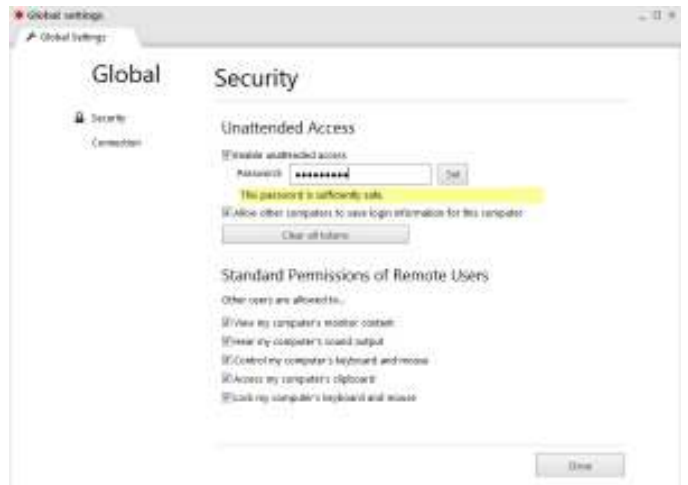 Global settings
Global Settings
Global
Security
Connection
Security
Unattended Access
Enable unattended access
Password
Set
This password is sufficiently safe.
Allow other computers to save login information for this computer
Clear all tokens
Standard Permissions of Remote Users
Other users are allowed to...
View my computer's monitor content
Hear my computer's sound output
Control my computer's keyboard and mouse
Access my computer's clipboard
Lock my computer's keyboard and mouse
Close